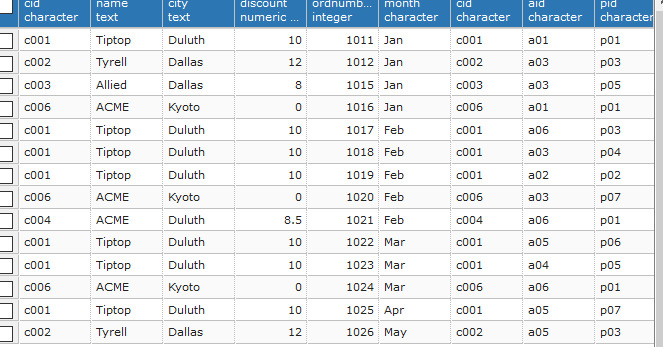 cid name city discount ordnumb... month cid aid pid
character text text numeric ... integer character character character character
c001 Tiptop Duluth 10 1011 Jan c001 a01 p01
c002 Tyrell Dallas 12 1012 Jan c002 a03 p03
c003 Allied Dallas 8 1015 Jan c003 a03 p05
c006 ACME Kyoto 0 1016 Jan c006 a01 p01
c001 Tiptop Duluth 10 1017 Feb c001 a06 p03
c001 Tiptop Duluth 10 1018 Feb c001 a03 p04
c001 Tiptop Duluth 10 1019 Feb c001 a02 p02
c006 ACME Kyoto 0 1020 Feb c006 a03 p07
c004 ACME Duluth 8.5 1021 Feb c004 a06 p01
c001 Tiptop Duluth 10 1022 Mar c001 a05 p06
c001 Tiptop Duluth 10 1023 Mar c001 a04 p05
c006 ACME Kyoto 0 1024 Mar c006 a06 p01
c001 Tiptop Duluth 10 1025 Apr c001 a05 p07
c002 Tyrell Dallas 12 1026 May c002 a05 p03